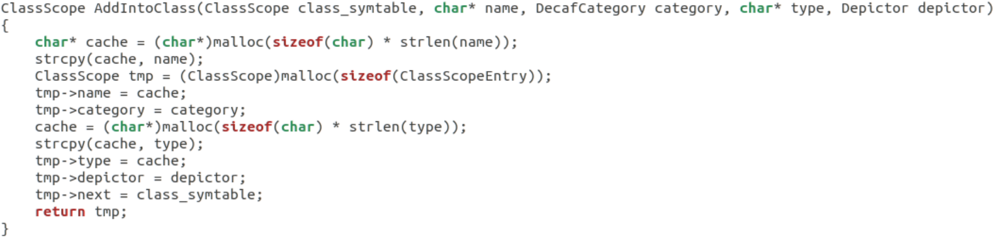 ClassScope AddIntoClass(ClassScope class_symtable, char* name, DecafCategory category, char* type, Depictor depictor)
{
    char* cache = (char*)malloc(sizeof(char) * strlen(name));
    strcpy(cache, name);
    ClassScope tmp = (ClassScope)malloc(sizeof(ClassScopeEntry));
    tmp->name = cache;
    tmp->category = category;
    cache = (char*)malloc(sizeof(char) * strlen(type));
    strcpy(cache, type);
    tmp->type = cache;
    tmp->depictor = depictor;
    tmp->next = class_symtable;
    return tmp;
}